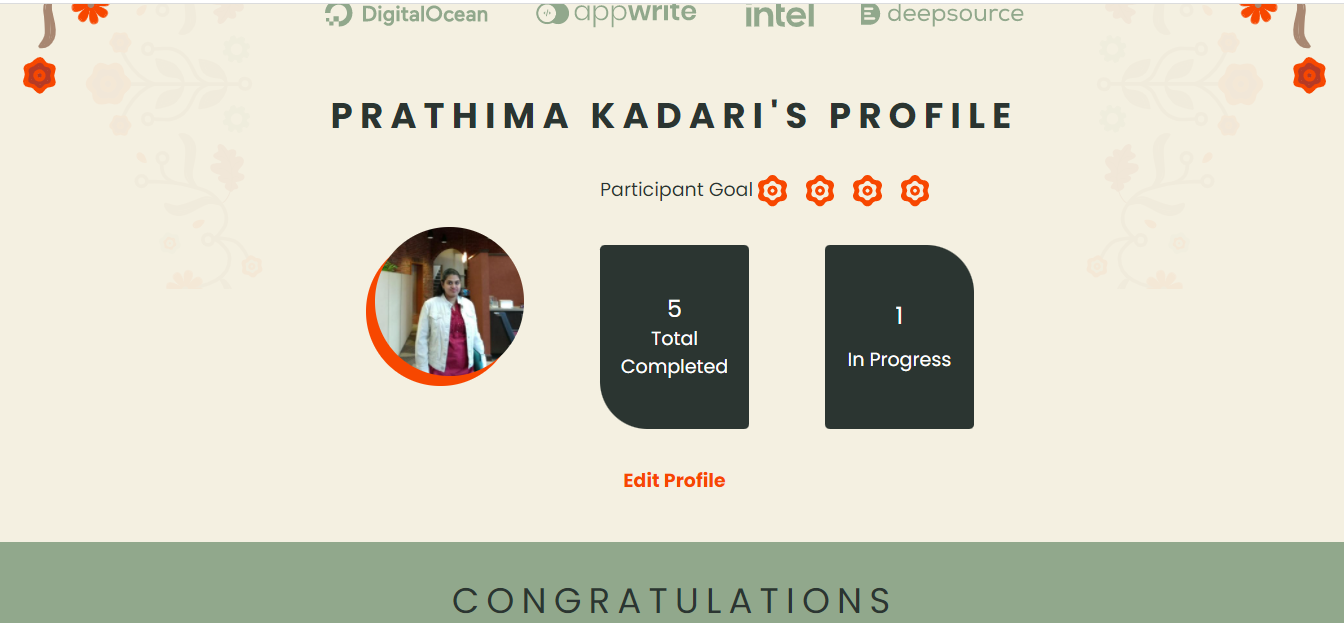 DigitalOcean appwrite intel deepsource
PRATHIMA KADARI'S PROFILE
Participant Goal
5
Total
Completed
1
In Progress
Edit Profile
CONGRATULATIONS